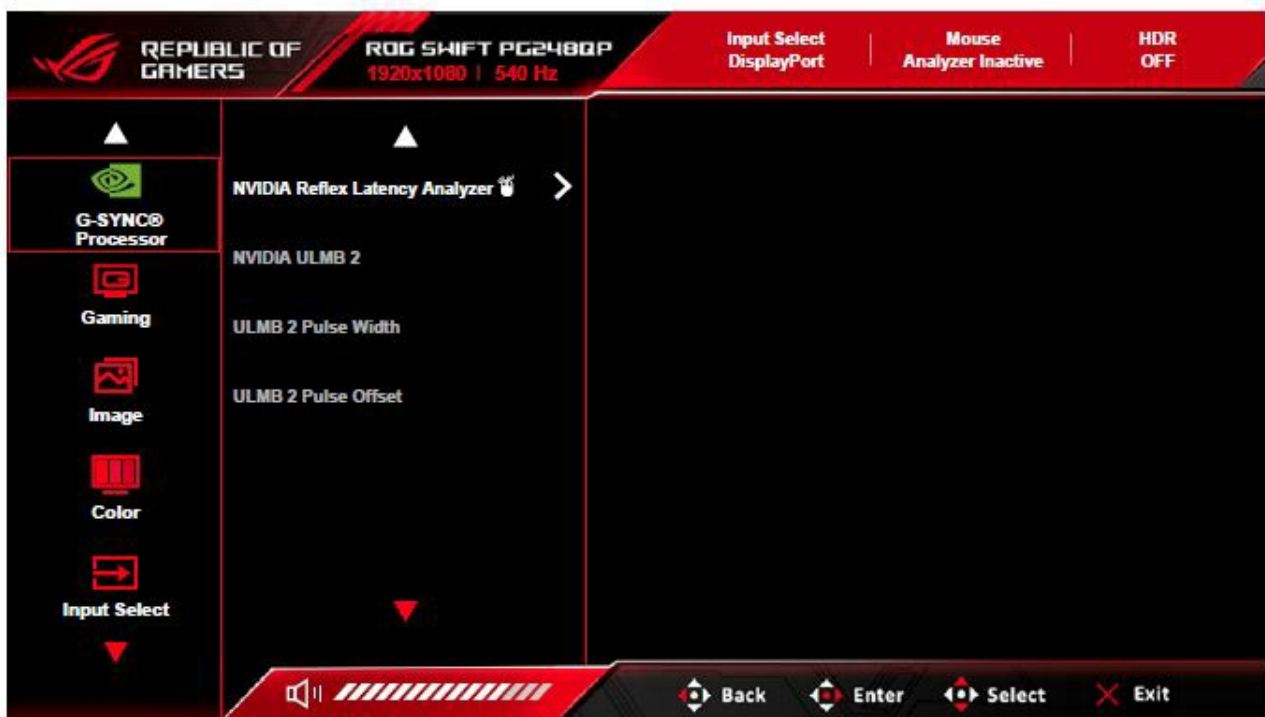 REPUBLIC OF
GAMERS
ROG SWIFT PG248QP
1920x1080 | 540 Hz
Input Select
DisplayPort
Mouse
Analyzer Inactive
HDR
OFF
G-SYNC®
Processor
Gaming
Image
Color
Input Select
NVIDIA Reflex Latency Analyzer
NVIDIA ULMB 2
ULMB 2 Pulse Width
ULMB 2 Pulse Offset
Back
Enter
Select
Exit